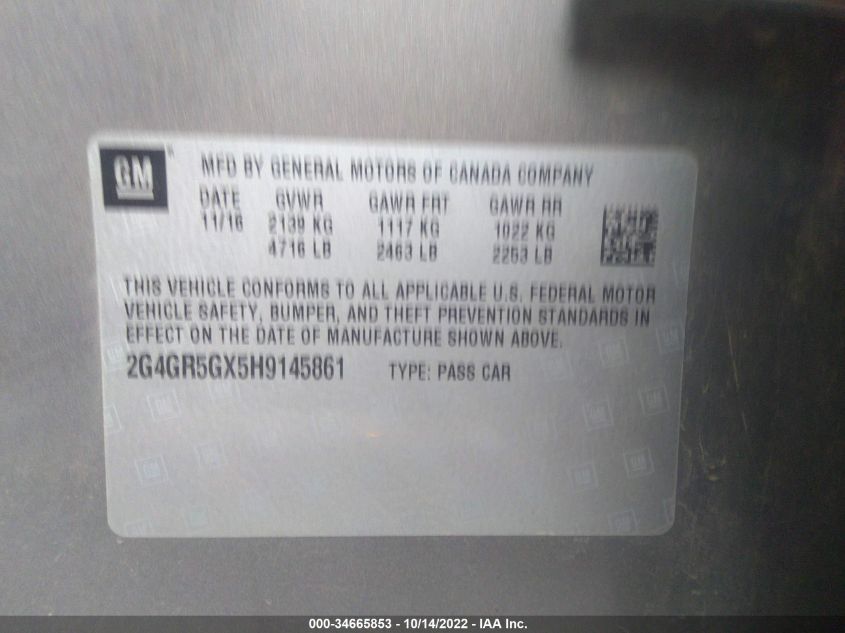 GM ® MFD BY GENERAL MOTORS OF CANADA COMPANY
DATE GVWR GAWR FRT GAWR RR
11/16 2139 KG 1117 KG 1022 KG
4716 LB 2463 LB 2253 LB
THIS VEHICLE CONFORMS TO ALL APPLICABLE U.S. FEDERAL MOTOR
VEHICLE SAFETY, BUMPER, AND THEFT PREVENTION STANDARDS IN
EFFECT ON THE DATE OF MANUFACTURE SHOWN ABOVE.
2G4GR5GX5H9145861 TYPE: PASS CAR
000-34665853 - 10/14/2022 - IAA Inc.